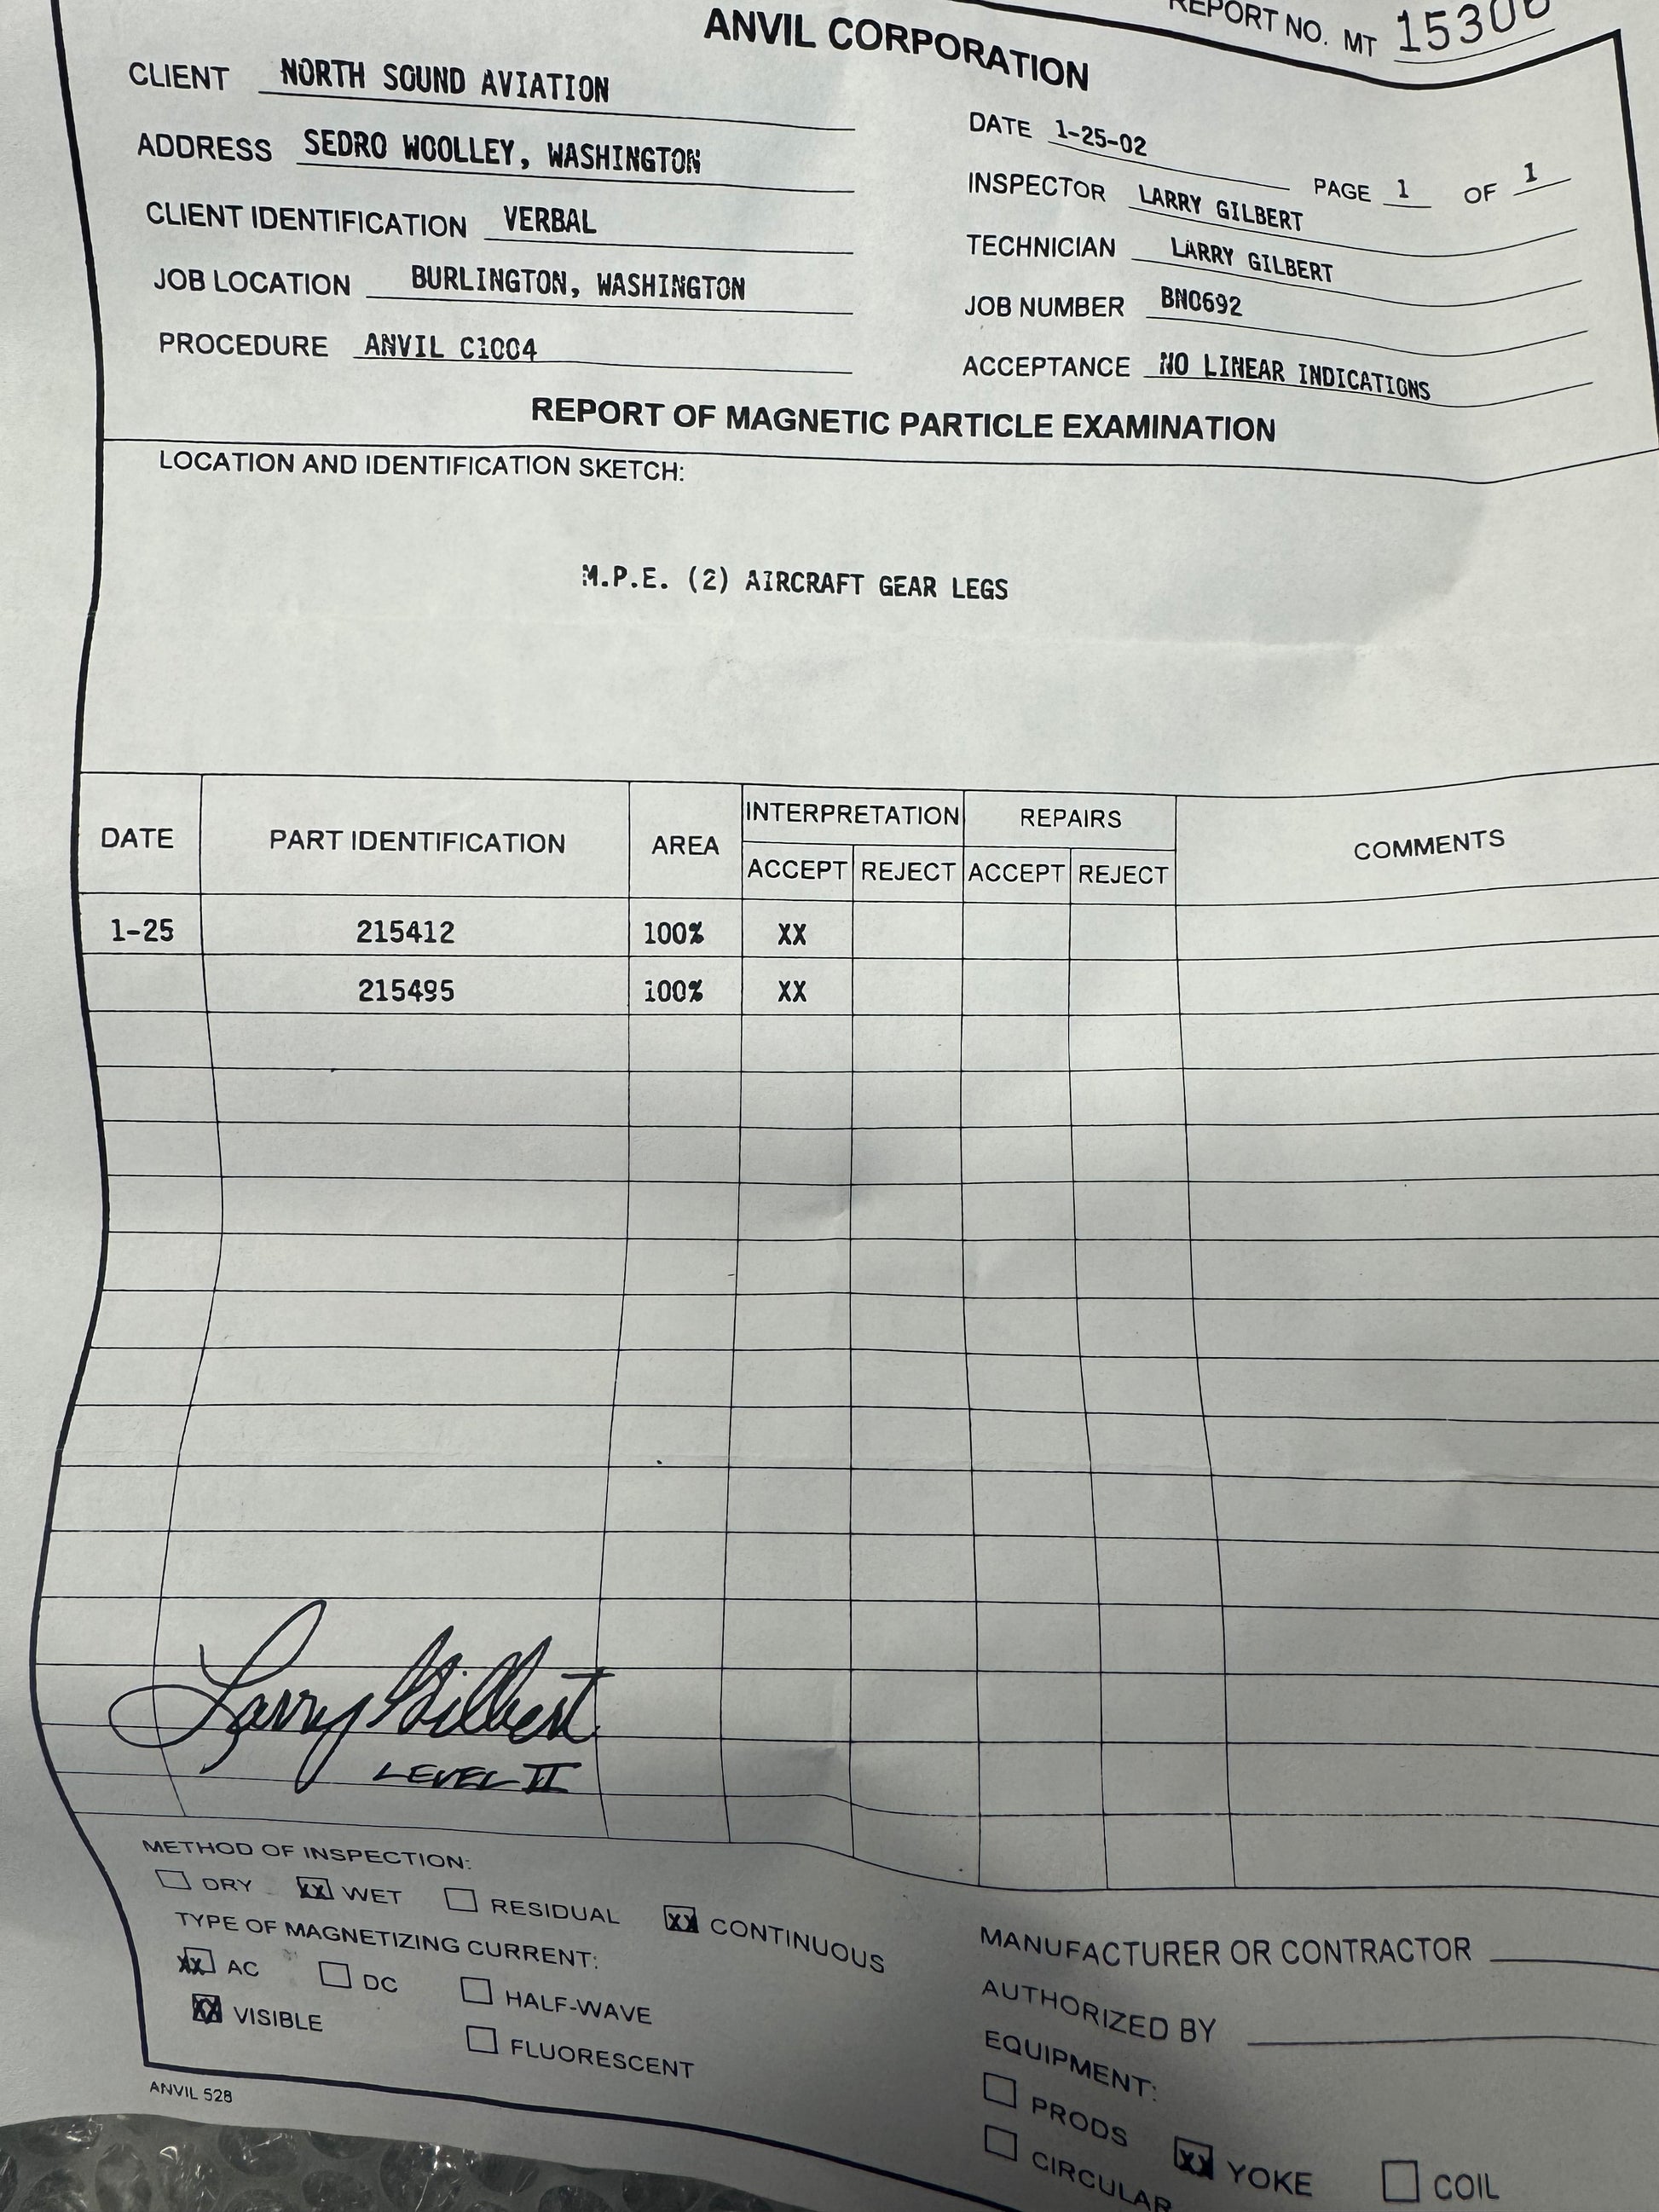 REPORT NO. MT
ANVIL CORPORATION
CLIENT NORTH SOUND AVIATION
ADDRESS SEDRO WOOLLEY, WASHINGTON
CLIENT IDENTIFICATION VERBAL
JOB LOCATION BURLINGTON, WASHINGTON
PROCEDURE ANVIL C1004
DATE 1-25-02
PAGE 1 OF 1
INSPECTOR LARRY GILBERT
TECHNICIAN LARRY GILBERT
JOB NUMBER BN0692
ACCEPTANCE NO LINEAR INDICATIONS
REPORT OF MAGNETIC PARTICLE EXAMINATION
LOCATION AND IDENTIFICATION SKETCH:
M.P.E. (2) AIRCRAFT GEAR LEGS
DATE PART IDENTIFICATION AREA INTERPRETATION REPAIRS COMMENTS
ACCEPT REJECT ACCEPT REJECT
1-25 215412 100% XX
215495 100% XX
Larry Gilbert
LEVEL II
METHOD OF INSPECTION:
DRY XX WET RESIDUAL XX CONTINUOUS
TYPE OF MAGNETIZING CURRENT:
XX AC DC HALF-WAVE
XX VISIBLE FLUORESCENT
MANUFACTURER OR CONTRACTOR
AUTHORIZED BY
EQUIPMENT:
PRODS XX YOKE COIL
CIRCULAR
ANVIL 528